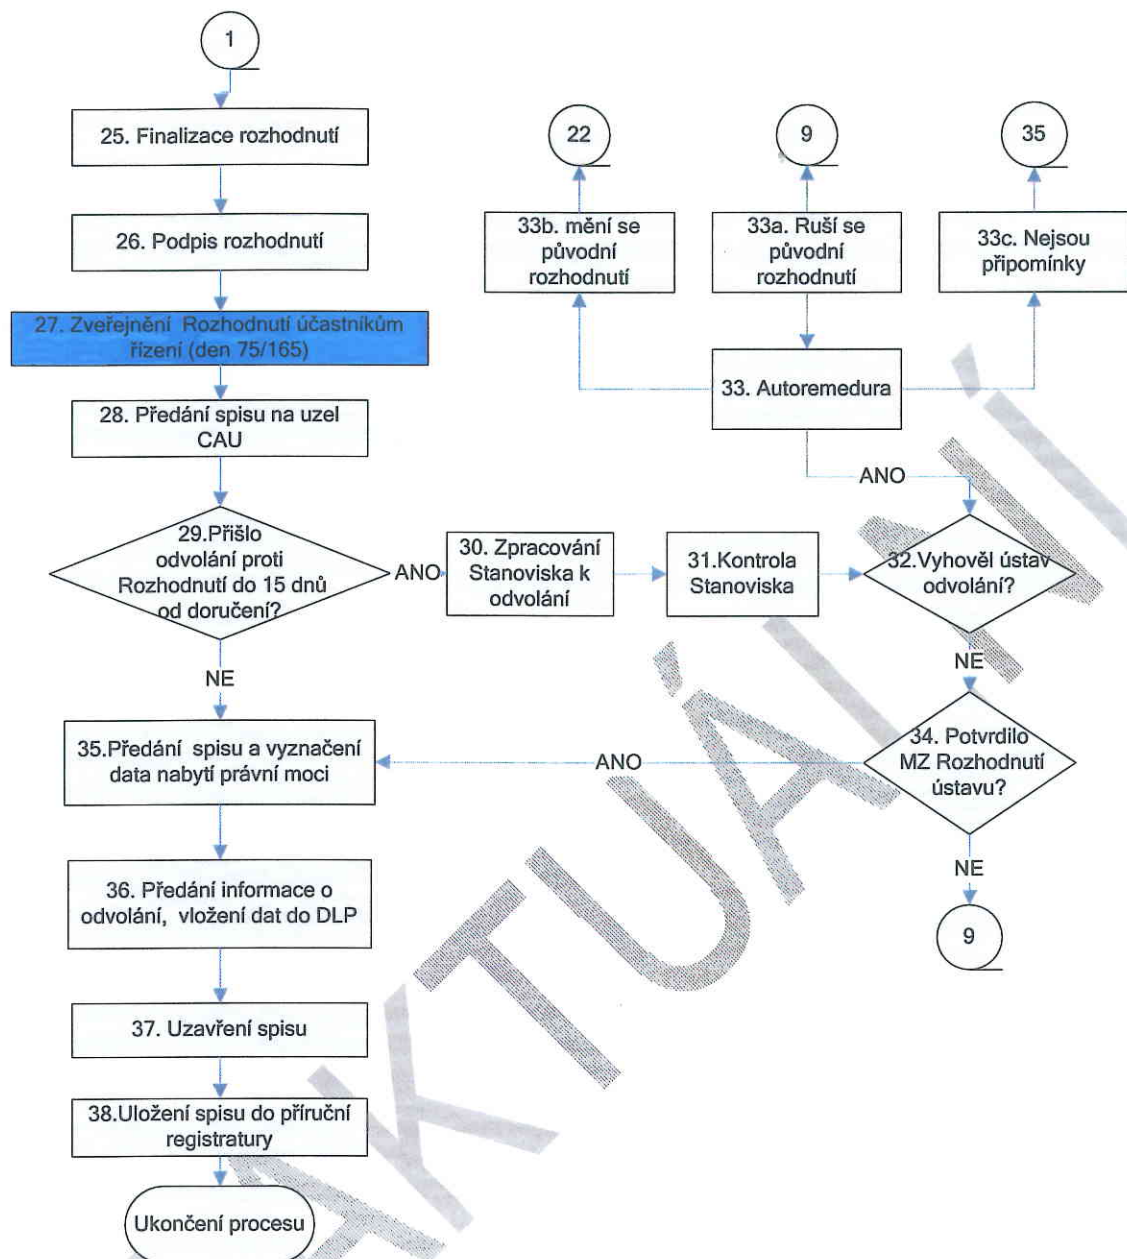 1
25. Finalizace rozhodnutí
26. Podpis rozhodnutí
27. Zveřejnění Rozhodnutí účastníkům
řízení (den 75/165)
28. Předání spisu na uzel
CAU
29.Přišlo
odvolání proti
Rozhodnutí do 15 dnů
od doručení?
ANO
30. Zpracování
Stanoviska k
odvolání
31.Kontrola
Stanoviska
32.Vyhověl ústav
odvolání?
ANO
33. Autoremedura
33b. mění se
původní
rozhodnutí
22
33a. Ruší se
původní
rozhodnutí
9
33c. Nejsou
připomínky
35
NE
34. Potvrdilo
MZ Rozhodnutí
ústavu?
ANO
NE
9
NE
35.Předání spisu a vyznačení
data nabytí právní moci
36. Předání informace o
odvolání, vložení dat do DLP
37. Uzavření spisu
38.Uložení spisu do příruční
registratury
Ukončení procesu